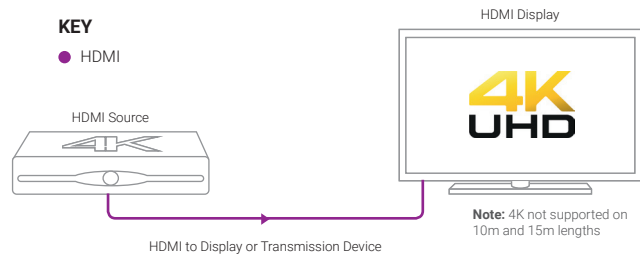 KEY
HDMI
HDMI Source
4K
HDMI to Display or Transmission Device
HDMI Display
4K
UHD
Note: 4K not supported on
10m and 15m lengths